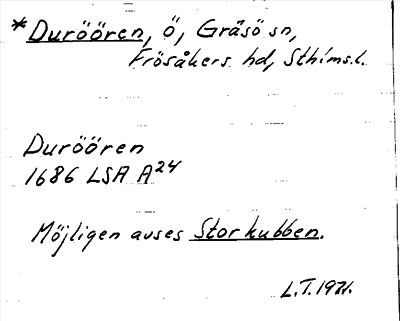 *Duröören, ö, Gräsö sn,
Frösåkers hd, Sthlms l.
Duröören
1686 LSA A24
Möjligen avses Storkubben.
L.T. 1971.